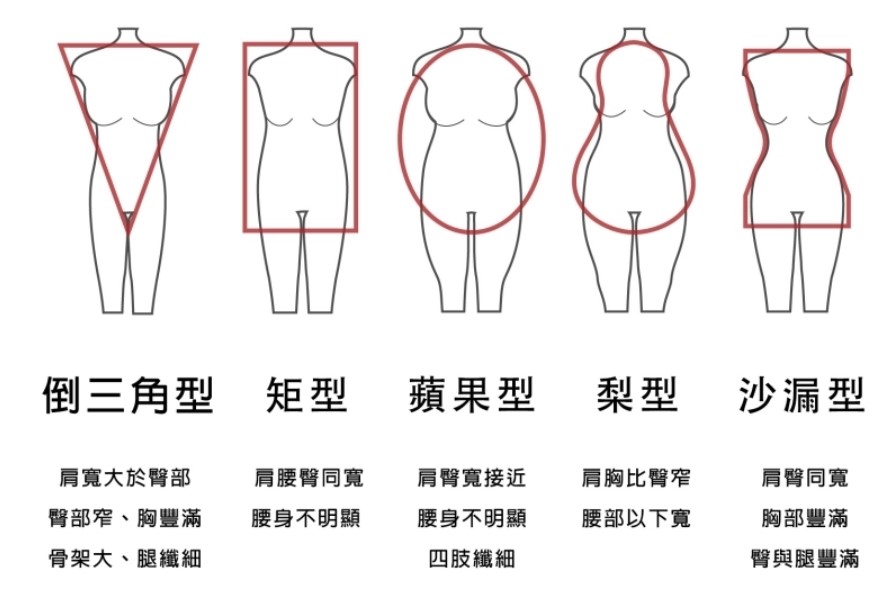 倒三角型
矩型
蘋果型
梨型
沙漏型
肩寬大於臀部
臀部窄、胸豐滿
骨架大、腿纖細
肩腰臀同寬
腰身不明顯
肩臀寬接近
腰身不明顯
四肢纖細
肩胸比臀窄
腰部以下寬
肩臀同寬
胸部豐滿
臀與腿豐滿